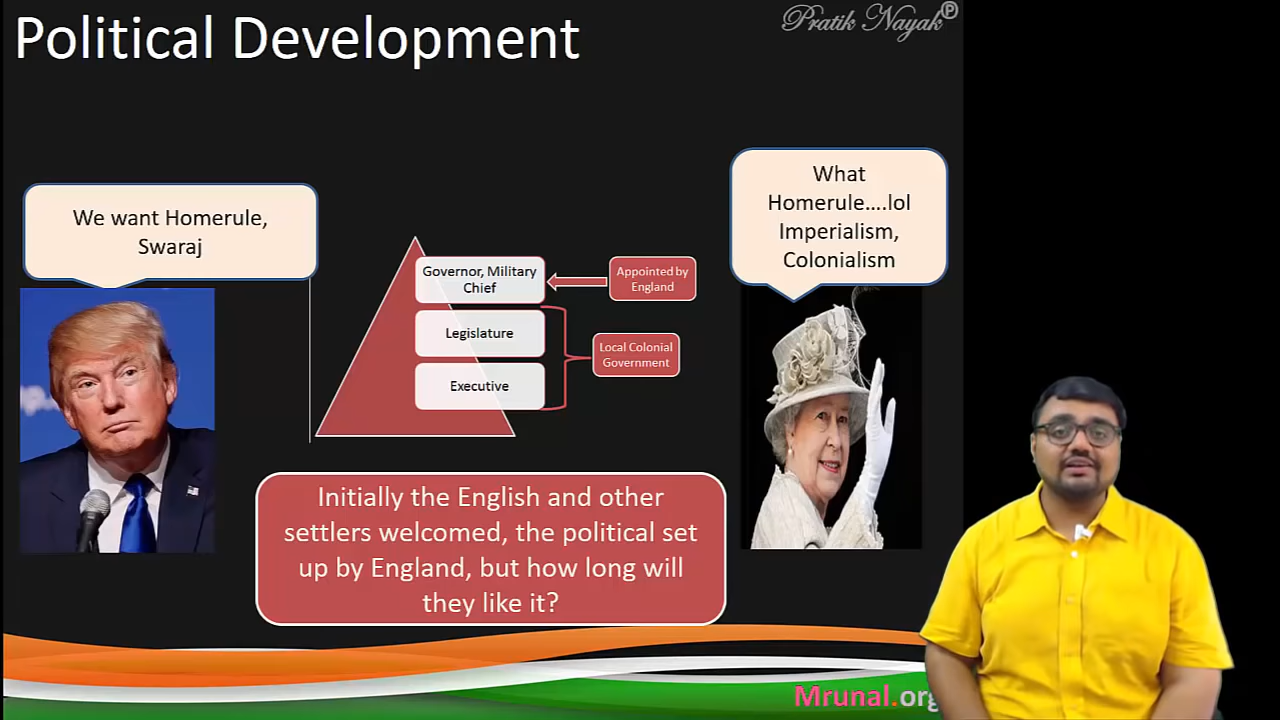 Political Development
Pratik Nayak
P
We want Homerule,
Swaraj
What
Homerule....lol
Imperialism,
Colonialism
Governor, Military
Chief
Appointed by
England
Legislature
Local Colonial
Government
Executive
Initially the English and other
settlers welcomed, the political set
up by England, but how long will
they like it?
Mrunal.org